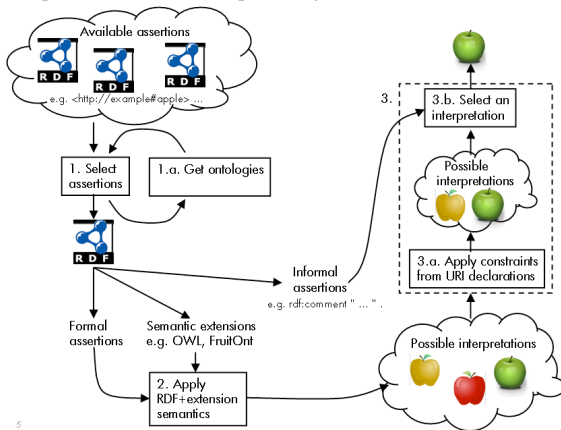 Available assertions
RDF
RDF
RDF
e.g. <http://example#apple> ...
1. Select
assertions
1.a. Get ontologies
RDF
Informal
assertions
e.g. rdf:comment " ... " .
Formal
assertions
Semantic extensions
e.g. OWL, FruitOnt
2. Apply
RDF+extension
semantics
3.
3.b. Select an
interpretation
Possible
interpretations
3.a. Apply constraints
from URI declarations
Possible interpretations
5